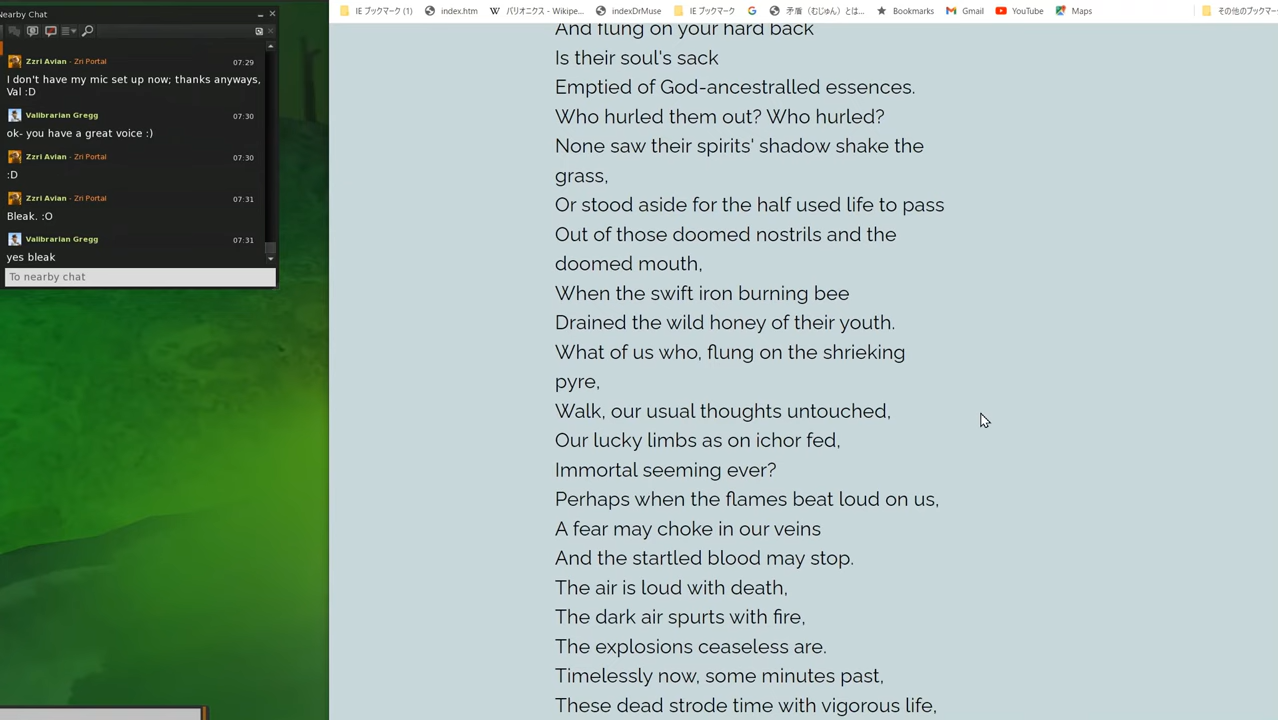 Nearby Chat
Zzri Avian - Zri Portal 07:29
I don't have my mic set up now; thanks anyways,
Val :D
Valibrarian Gregg 07:30
ok- you have a great voice :)
Zzri Avian - Zri Portal 07:30
:D
Zzri Avian - Zri Portal 07:31
Bleak. :O
Valibrarian Gregg 07:31
yes bleak
To nearby chat
IE ブックマーク (1) index.htm W バリオニクス - Wikipe... indexDrMuse IE ブックマーク G 矛盾（むじゅん）とは... Bookmarks Gmail YouTube Maps その他のブックマ
And flung on your hard back
Is their soul's sack
Emptied of God-ancestralled essences.
Who hurled them out? Who hurled?
None saw their spirits' shadow shake the
grass,
Or stood aside for the half used life to pass
Out of those doomed nostrils and the
doomed mouth,
When the swift iron burning bee
Drained the wild honey of their youth.
What of us who, flung on the shrieking
pyre,
Walk, our usual thoughts untouched,
Our lucky limbs as on ichor fed,
Immortal seeming ever?
Perhaps when the flames beat loud on us,
A fear may choke in our veins
And the startled blood may stop.
The air is loud with death,
The dark air spurts with fire,
The explosions ceaseless are.
Timelessly now, some minutes past,
These dead strode time with vigorous life,